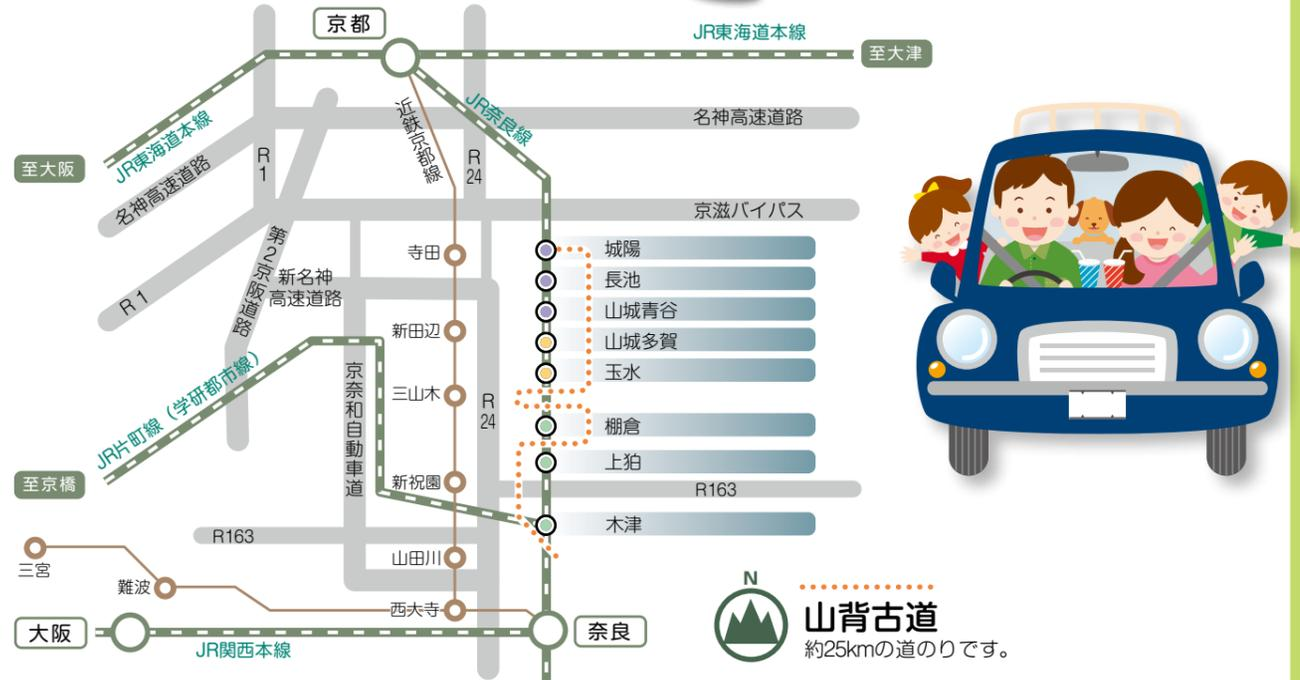 京都
JR東海道本線
至大津
JR東海道本線
近鉄京都線
JR奈良線
名神高速道路
至大阪
名神高速道路
R1
R24
京滋バイパス
第2京阪道路
寺田
城陽
新名神
高速道路
長池
R1
山城青谷
新田辺
山城多賀
玉水
JR片町線（学研都市線）
京奈和自動車道
三山木
R24
棚倉
上狛
至京橋
新祝園
R163
木津
R163
三宮
山田川
難波
西大寺
大阪
JR関西本線
奈良
N
山背古道
約25kmの道のりです。